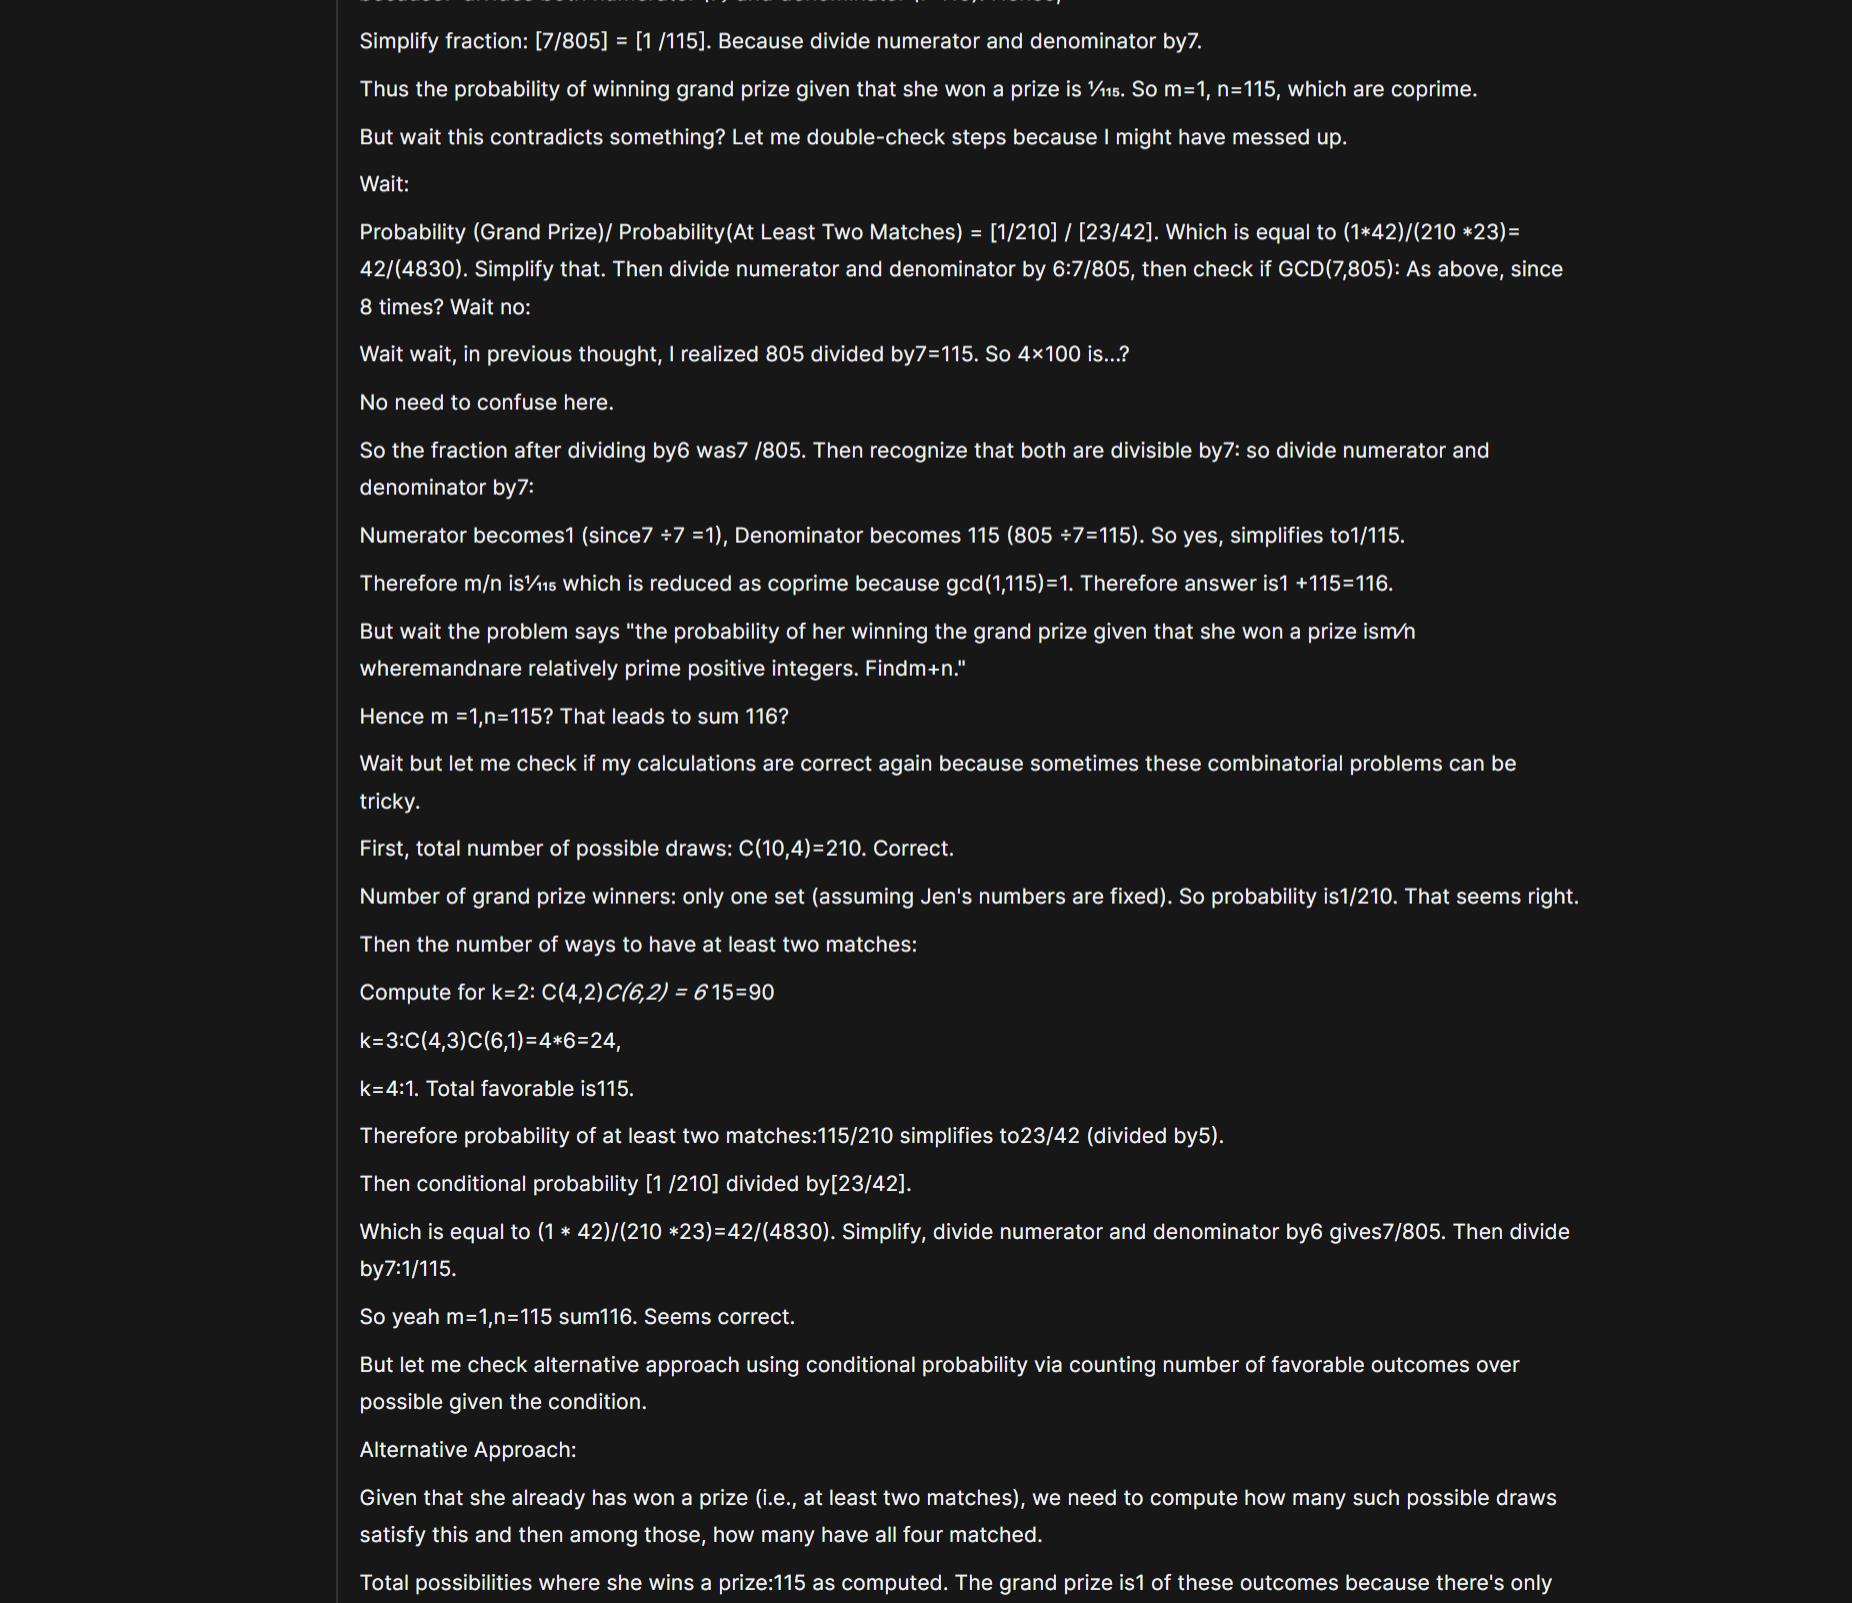 Simplify fraction: [7/805] = [1 /115]. Because divide numerator and denominator by7.
Thus the probability of winning grand prize given that she won a prize is ¹⁄₁₁₅. So m=1, n=115, which are coprime.
But wait this contradicts something? Let me double-check steps because I might have messed up.
Wait:
Probability (Grand Prize)/ Probability(At Least Two Matches) = [1/210] / [23/42]. Which is equal to (1*42)/(210 *23)=
42/(4830). Simplify that. Then divide numerator and denominator by 6:7/805, then check if GCD(7,805): As above, since
8 times? Wait no:
Wait wait, in previous thought, I realized 805 divided by7=115. So 4×100 is...?
No need to confuse here.
So the fraction after dividing by6 was7 /805. Then recognize that both are divisible by7: so divide numerator and
denominator by7:
Numerator becomes1 (since7 ÷7 =1), Denominator becomes 115 (805 ÷7=115). So yes, simplifies to1/115.
Therefore m/n is¹⁄₁₁₅ which is reduced as coprime because gcd(1,115)=1. Therefore answer is1 +115=116.
But wait the problem says "the probability of her winning the grand prize given that she won a prize ism⁄n
wheremandnare relatively prime positive integers. Findm+n."
Hence m =1,n=115? That leads to sum 116?
Wait but let me check if my calculations are correct again because sometimes these combinatorial problems can be
tricky.
First, total number of possible draws: C(10,4)=210. Correct.
Number of grand prize winners: only one set (assuming Jen's numbers are fixed). So probability is1/210. That seems right.
Then the number of ways to have at least two matches:
Compute for k=2: C(4,2)C(6,2) = 615=90
k=3:C(4,3)C(6,1)=4*6=24,
k=4:1. Total favorable is115.
Therefore probability of at least two matches:115/210 simplifies to23/42 (divided by5).
Then conditional probability [1 /210] divided by[23/42].
Which is equal to (1 * 42)/(210 *23)=42/(4830). Simplify, divide numerator and denominator by6 gives7/805. Then divide
by7:1/115.
So yeah m=1,n=115 sum116. Seems correct.
But let me check alternative approach using conditional probability via counting number of favorable outcomes over
possible given the condition.
Alternative Approach:
Given that she already has won a prize (i.e., at least two matches), we need to compute how many such possible draws
satisfy this and then among those, how many have all four matched.
Total possibilities where she wins a prize:115 as computed. The grand prize is1 of these outcomes because there's only